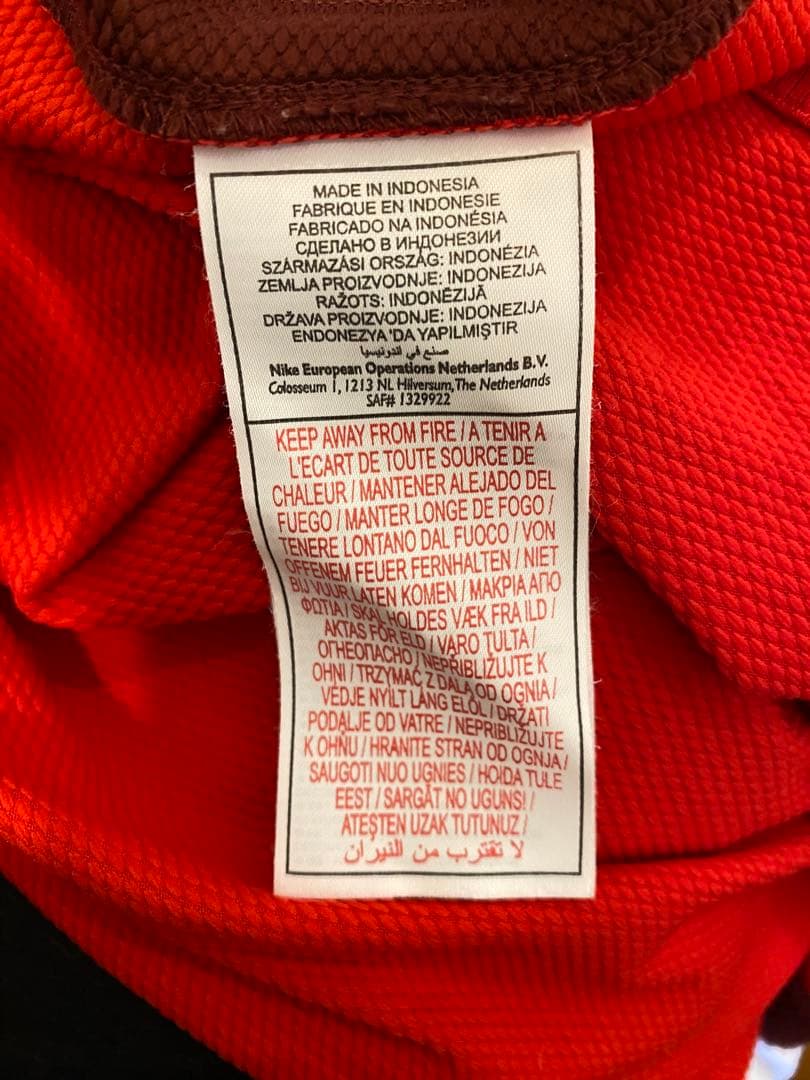 MADE IN INDONESIA
FABRIQUE EN INDONESIE
FABRICADO NA INDONÉSIA
СДЕЛАНО В ИНДОНЕЗИИ
SZÁRMAZÁSI ORSZÁG: INDONÉZIA
ZEMLJA PROIZVODNJE: INDONEZIJA
RAŽOTS: INDONĒZIJĀ
DRŽAVA PROIZVODNJE: INDONEZIJA
ENDONEZYA'DA YAPILMIŞTIR
صنع في اندونيسيا
Nike European Operations Netherlands B.V.
Colosseum 1, 1213 NL Hilversum, The Netherlands
SAF# 1329922
KEEP AWAY FROM FIRE / A TENIR A
L'ECART DE TOUTE SOURCE DE
CHALEUR / MANTENER ALEJADO DEL
FUEGO / MANTER LONGE DE FOGO /
TENERE LONTANO DAL FUOCO / VON
OFFENEM FEUER FERNHALTEN / NIET
BIJ VUUR LATEN KOMEN / ΜΑΚΡΙΑ ΑΠΟ
ΦΩΤΙΑ / SKAL HOLDES VÆK FRA ILD /
AKTAS FÖR ELD / VARO TULTA /
ОГНЕОПАСНО / NEPŘIBLIŽUJTE K
OHNI / TRZYMAĆ Z DALA OD OGNIA /
VÉDJE NYÍLT LÁNG ELŐL / DRŽATI
PODALJE OD VATRE / NEPRIBLIŽUJTE
K OHŇU / HRANITE STRAN OD OGNJA /
SAUGOTI NUO UGNIES / HOIDA TULE
EEST / SARGĀT NO UGUNS! /
ATEŞTEN UZAK TUTUNUZ /
لا تقترب من النيران